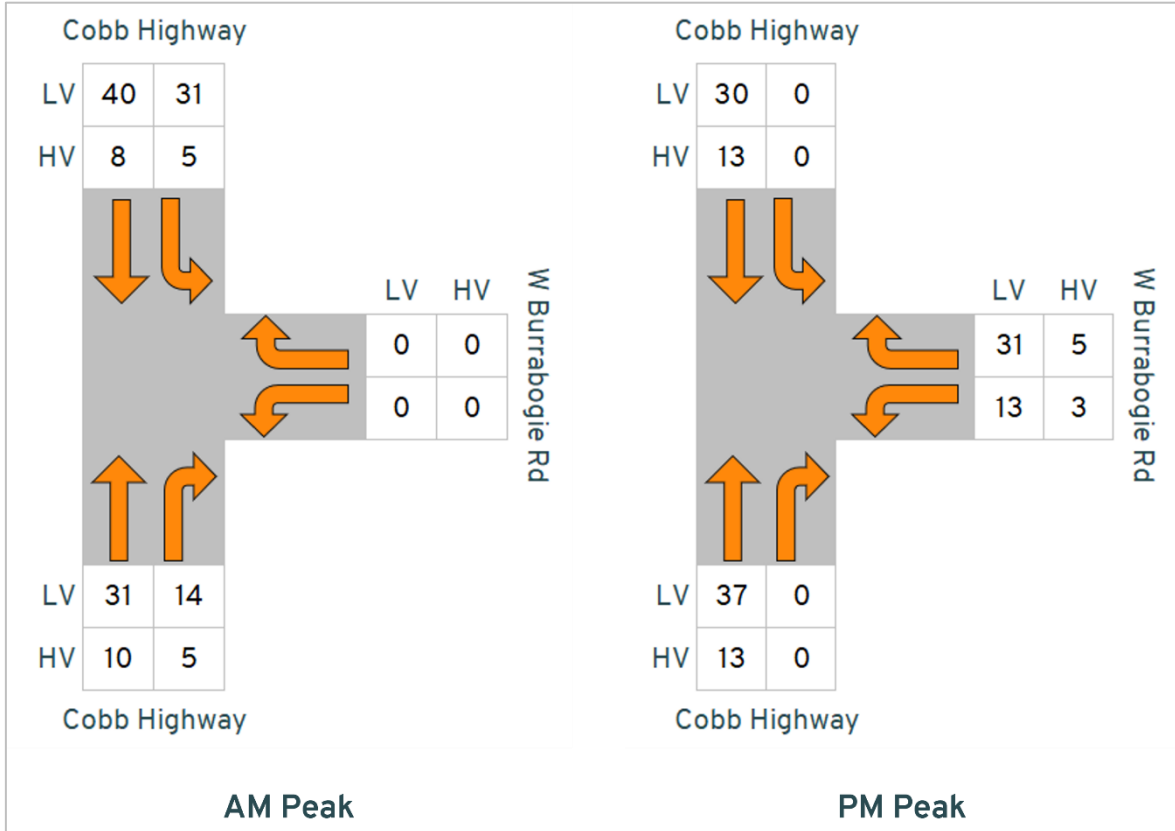 Cobb Highway
LV 40 31
HV 8 5
LV HV
0 0
0 0
W Burrabogie Rd
LV 31 14
HV 10 5
Cobb Highway
AM Peak
Cobb Highway
LV 30 0
HV 13 0
LV HV
31 5
13 3
W Burrabogie Rd
LV 37 0
HV 13 0
Cobb Highway
PM Peak